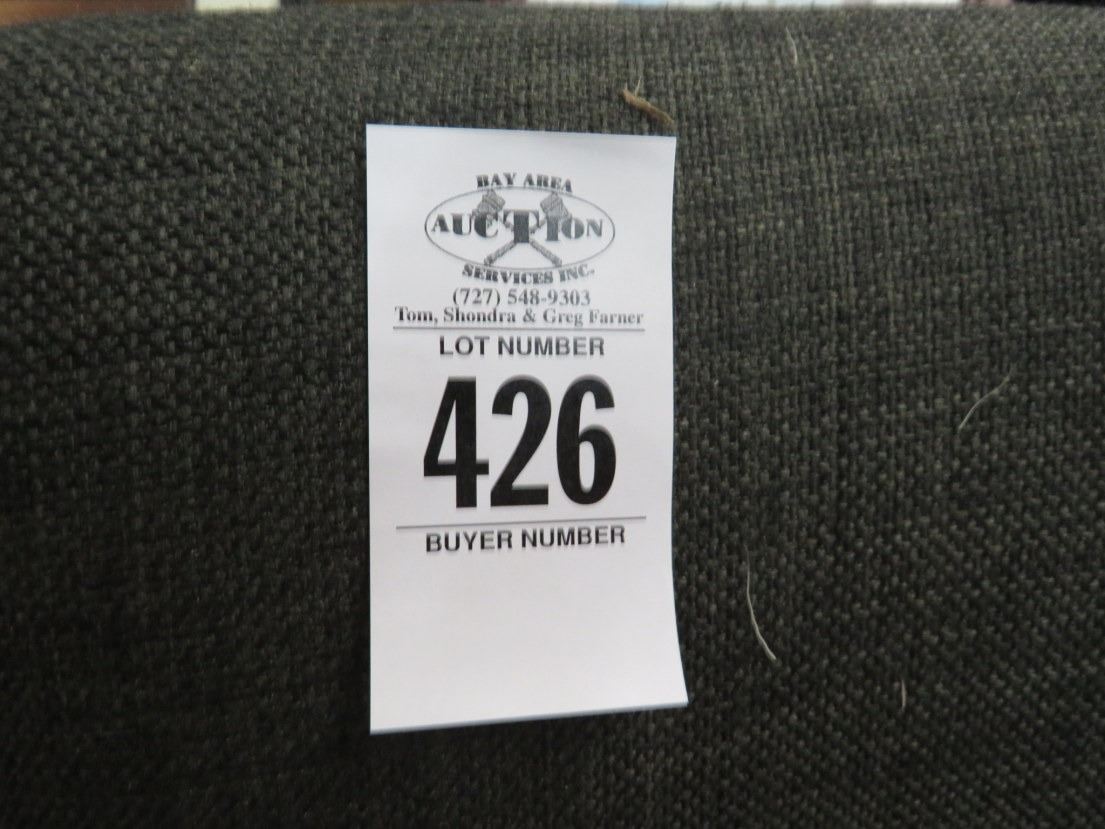 BAY AREA
AUCTION
SERVICES INC.
(727) 548-9303
Tom, Shondra & Greg Farner
LOT NUMBER
426
BUYER NUMBER